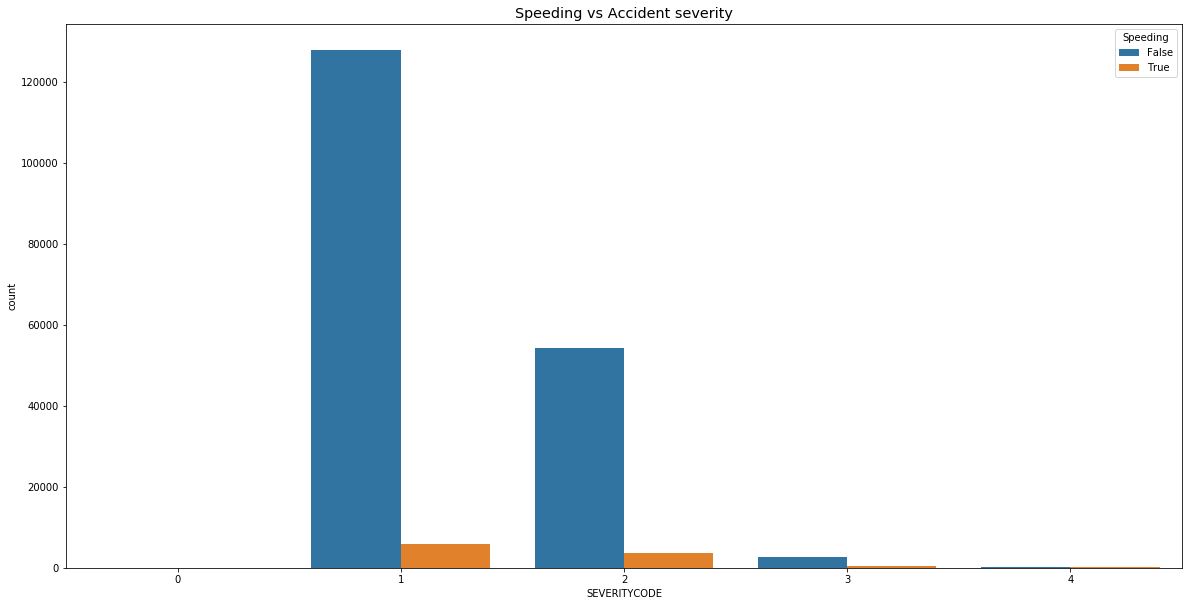 Speeding vs Accident severity
Speeding
False
True
120000
100000
80000
60000
40000
20000
0
count
0 1 2 3 4
SEVERITYCODE